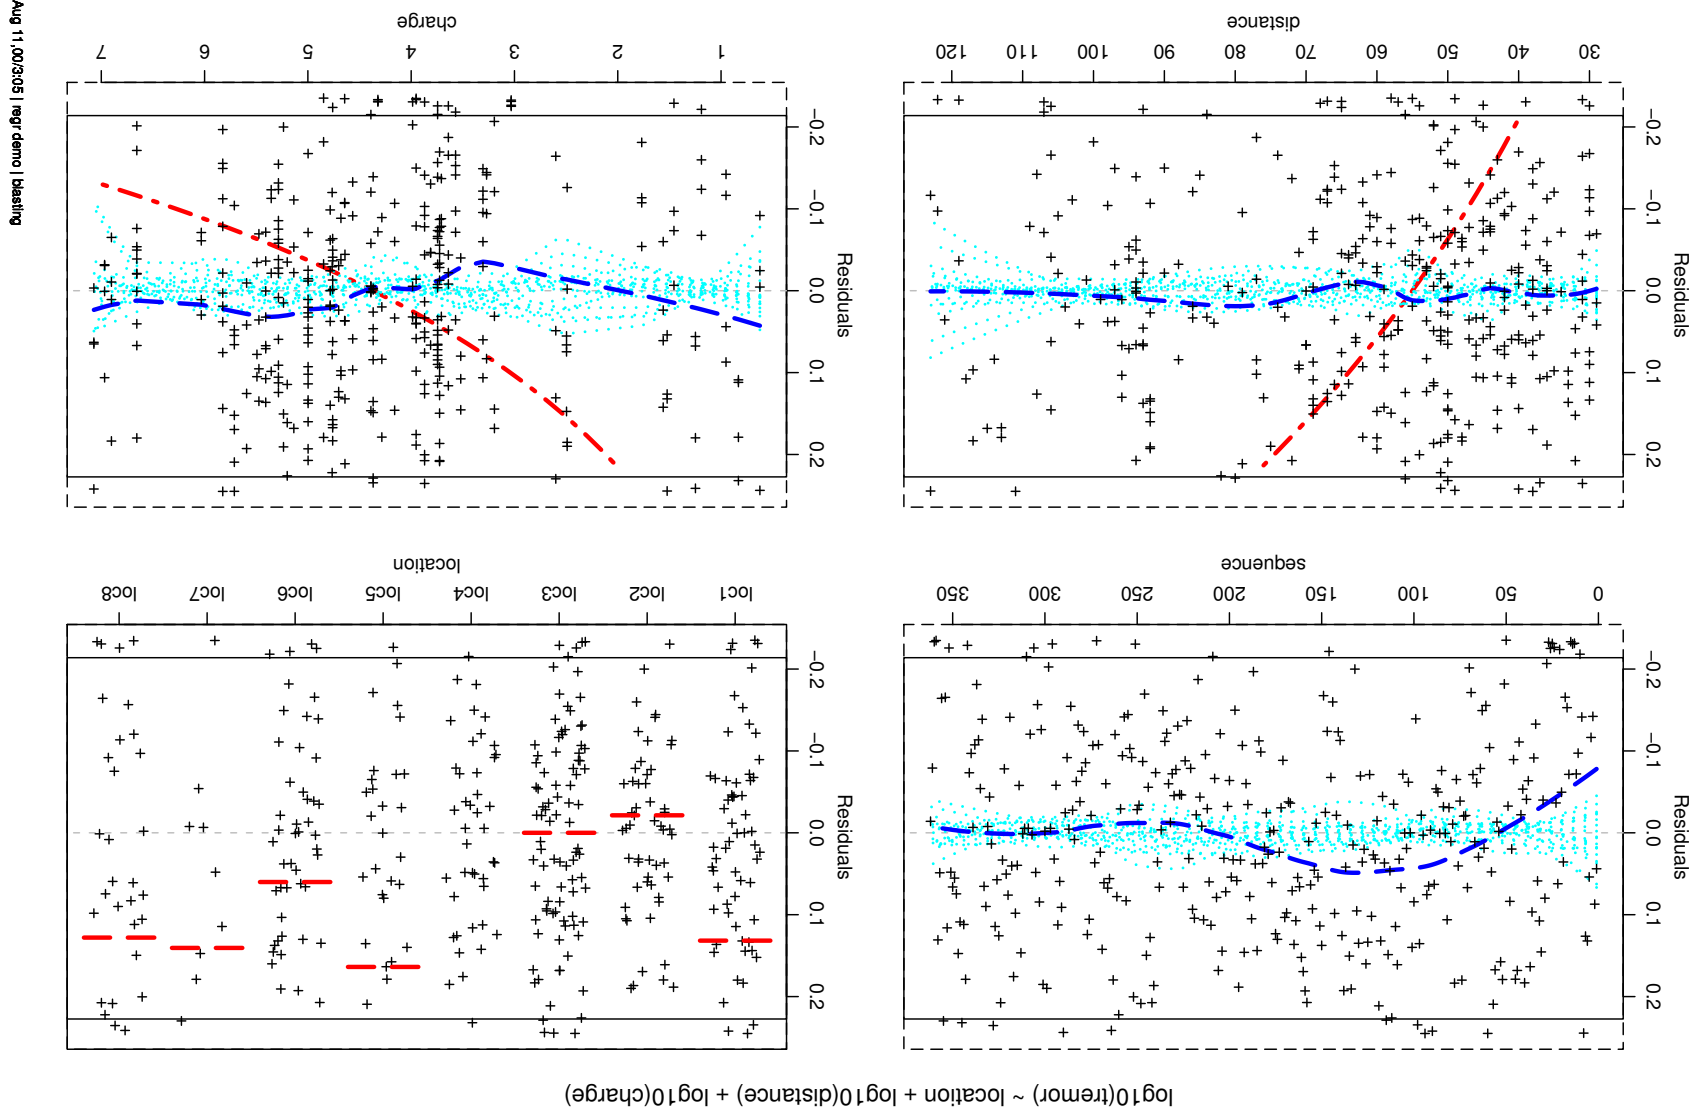 log10(tremor) ~ location + log10(distance) + log10(charge)
Residuals
-0.2 -0.1 0.0 0.1 0.2
0 50 100 150 200 250 300 350
sequence
Residuals
-0.2 -0.1 0.0 0.1 0.2
loc1 loc2 loc3 loc4 loc5 loc6 loc7 loc8
location
Residuals
-0.2 -0.1 0.0 0.1 0.2
30 40 50 60 70 80 90 100 110 120
distance
Residuals
-0.2 -0.1 0.0 0.1 0.2
1 2 3 4 5 6 7
charge
Aug 11,00/3:05 | regr.demo | blasting